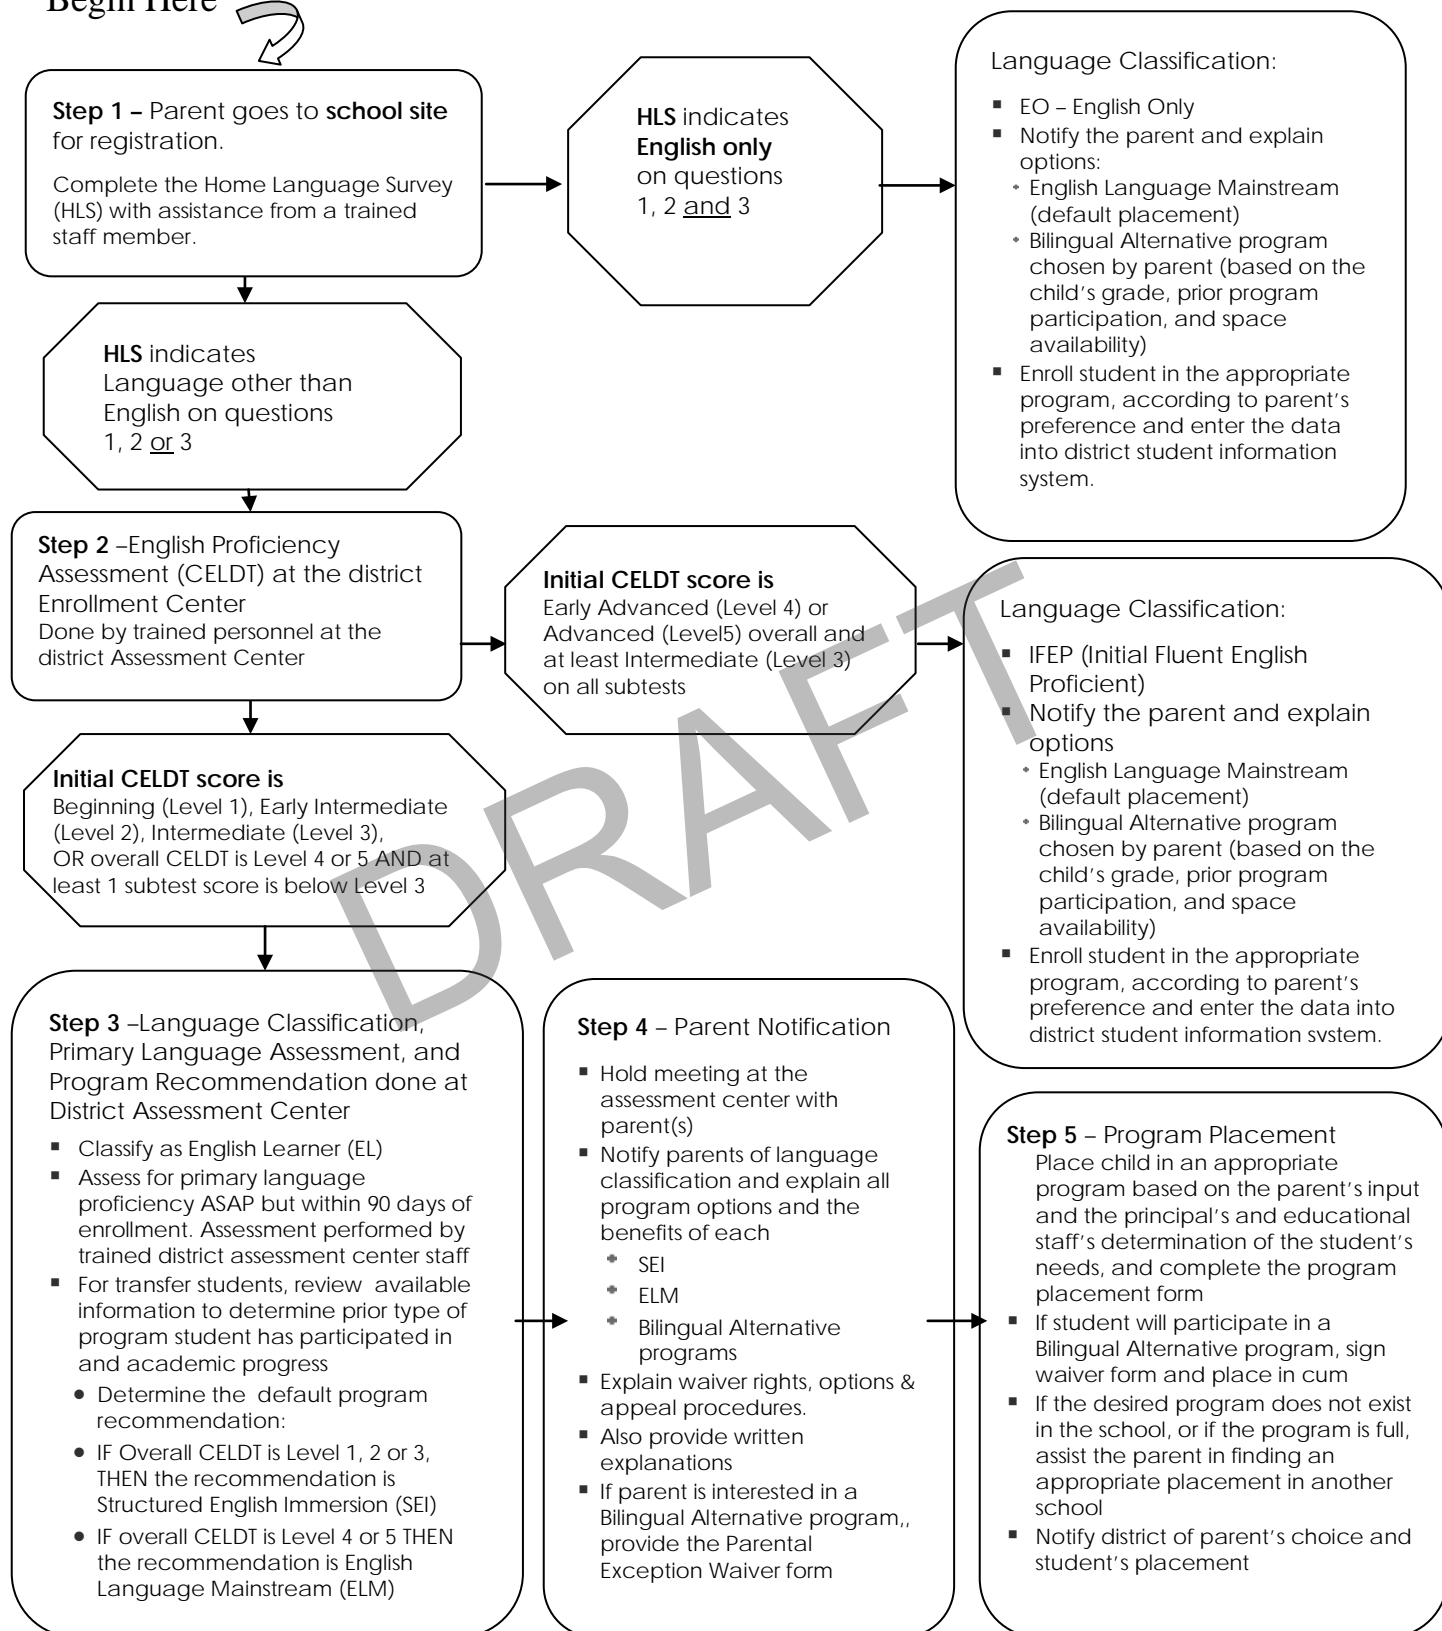 Begin Here
Step 1 – Parent goes to school site
for registration.
Complete the Home Language Survey
(HLS) with assistance from a trained
staff member.
HLS indicates
English only
on questions
1, 2 and 3
Language Classification:
▪ EO – English Only
▪ Notify the parent and explain
options:
• English Language Mainstream
(default placement)
• Bilingual Alternative program
chosen by parent (based on the
child's grade, prior program
participation, and space
availability)
▪ Enroll student in the appropriate
program, according to parent's
preference and enter the data
into district student information
system.
HLS indicates
Language other than
English on questions
1, 2 or 3
Step 2 –English Proficiency
Assessment (CELDT) at the district
Enrollment Center
Done by trained personnel at the
district Assessment Center
Initial CELDT score is
Early Advanced (Level 4) or
Advanced (Level5) overall and
at least Intermediate (Level 3)
on all subtests
Language Classification:
▪ IFEP (Initial Fluent English
Proficient)
▪ Notify the parent and explain
options
• English Language Mainstream
(default placement)
• Bilingual Alternative program
chosen by parent (based on the
child's grade, prior program
participation, and space
availability)
▪ Enroll student in the appropriate
program, according to parent's
preference and enter the data into
district student information system.
Initial CELDT score is
Beginning (Level 1), Early Intermediate
(Level 2), Intermediate (Level 3),
OR overall CELDT is Level 4 or 5 AND at
least 1 subtest score is below Level 3
DRAFT
Step 3 –Language Classification,
Primary Language Assessment, and
Program Recommendation done at
District Assessment Center
▪ Classify as English Learner (EL)
▪ Assess for primary language
proficiency ASAP but within 90 days of
enrollment. Assessment performed by
trained district assessment center staff
▪ For transfer students, review available
information to determine prior type of
program student has participated in
and academic progress
• Determine the default program
recommendation:
• IF Overall CELDT is Level 1, 2 or 3,
THEN the recommendation is
Structured English Immersion (SEI)
• IF overall CELDT is Level 4 or 5 THEN
the recommendation is English
Language Mainstream (ELM)
Step 4 – Parent Notification
▪ Hold meeting at the
assessment center with
parent(s)
▪ Notify parents of language
classification and explain all
program options and the
benefits of each
• SEI
• ELM
• Bilingual Alternative
programs
▪ Explain waiver rights, options &
appeal procedures.
▪ Also provide written
explanations
▪ If parent is interested in a
Bilingual Alternative program,,
provide the Parental
Exception Waiver form
Step 5 – Program Placement
Place child in an appropriate
program based on the parent's input
and the principal's and educational
staff's determination of the student's
needs, and complete the program
placement form
▪ If student will participate in a
Bilingual Alternative program, sign
waiver form and place in cum
▪ If the desired program does not exist
in the school, or if the program is full,
assist the parent in finding an
appropriate placement in another
school
▪ Notify district of parent's choice and
student's placement